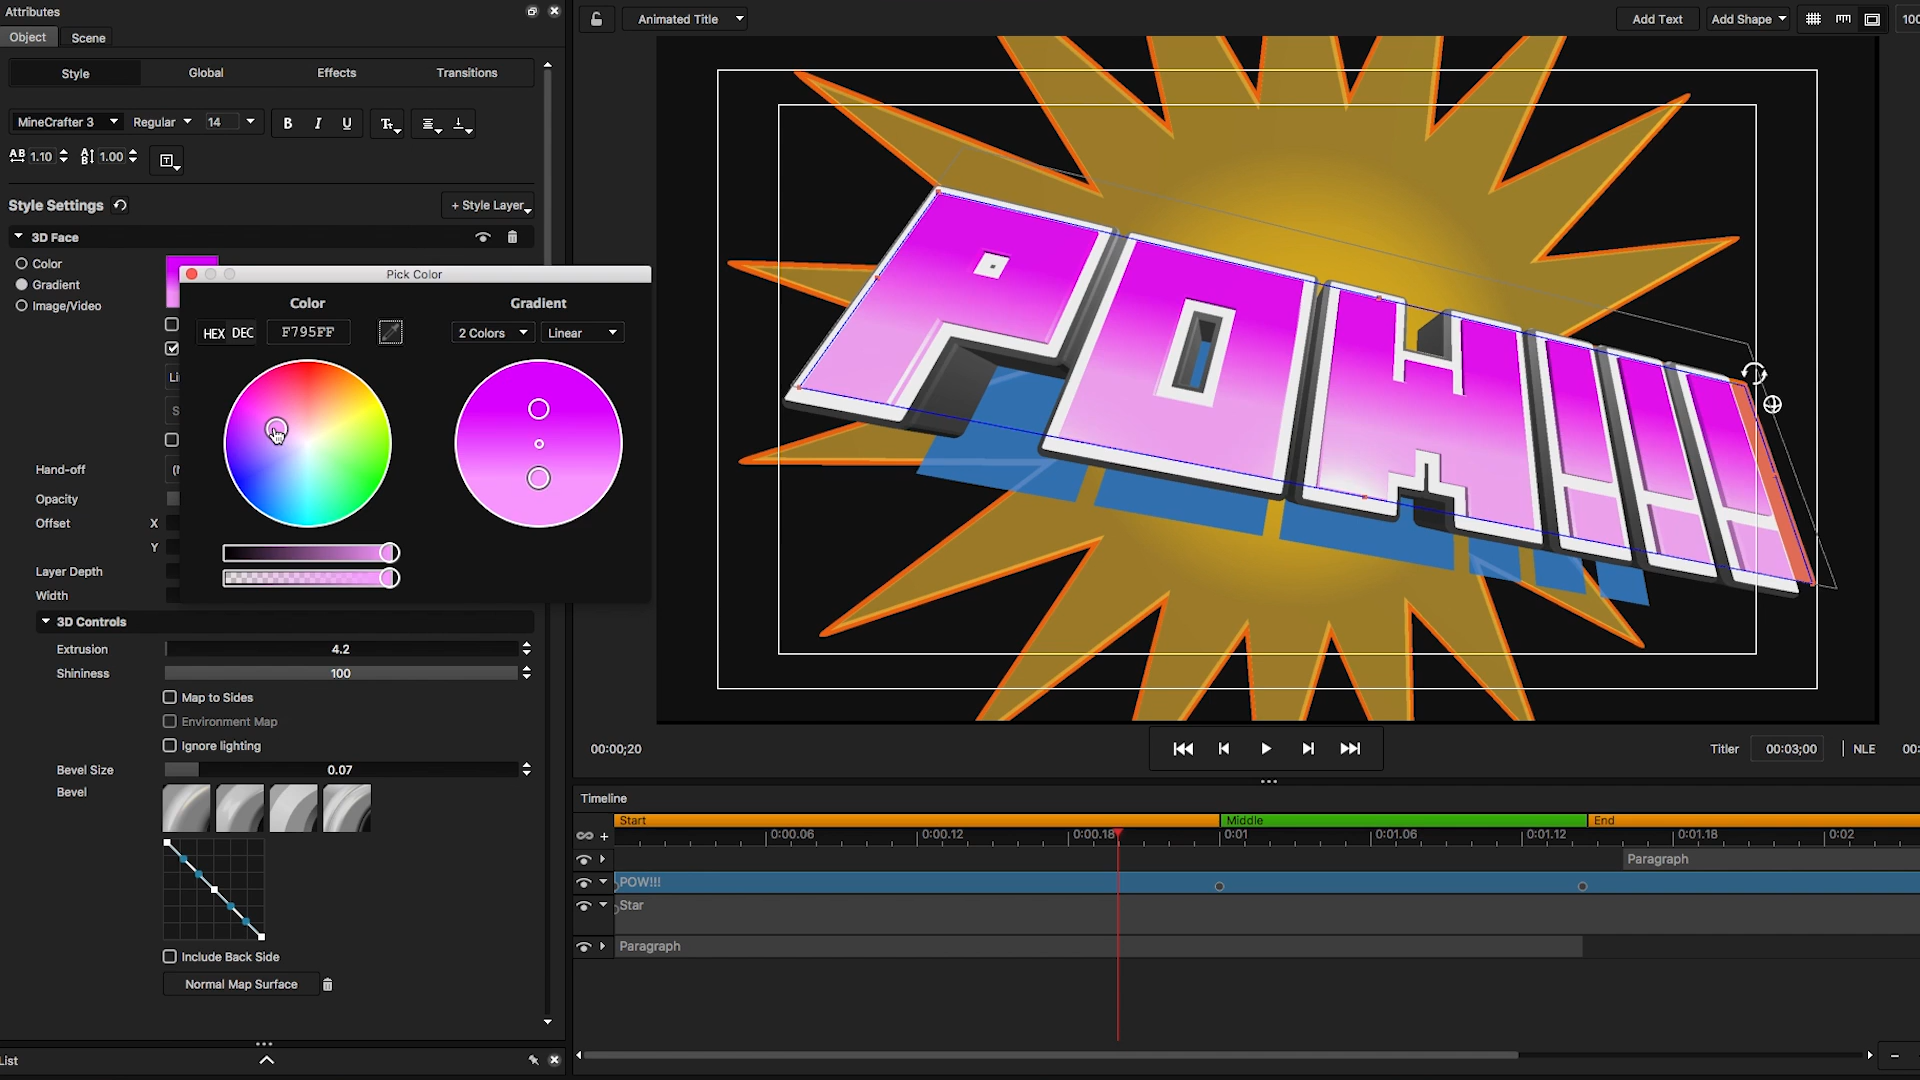 Attributes
Object Scene
Style Global Effects Transitions
MineCrafter 3 Regular 14 B I U
AB 1.10 AB 1.00
Style Settings + Style Layer
3D Face
Color
Gradient
Image/Video
Hand-off
Opacity
Offset X
Y
Layer Depth
Width
Pick Color
Color Gradient
HEX DEC F795FF 2 Colors Linear
3D Controls
Extrusion 4.2
Shininess 100
Map to Sides
Environment Map
Ignore lighting
Bevel Size 0.07
Bevel
Include Back Side
Normal Map Surface
List
Animated Title Add Text Add Shape 100
POW!!!
00:00;20 Titler 00:03;00 NLE 00:
Timeline
Start Middle End
0:00.06 0:00.12 0:00.18 0:01 0:01.06 0:01.12 0:01.18 0:02
Paragraph
POW!!!
Star
Paragraph